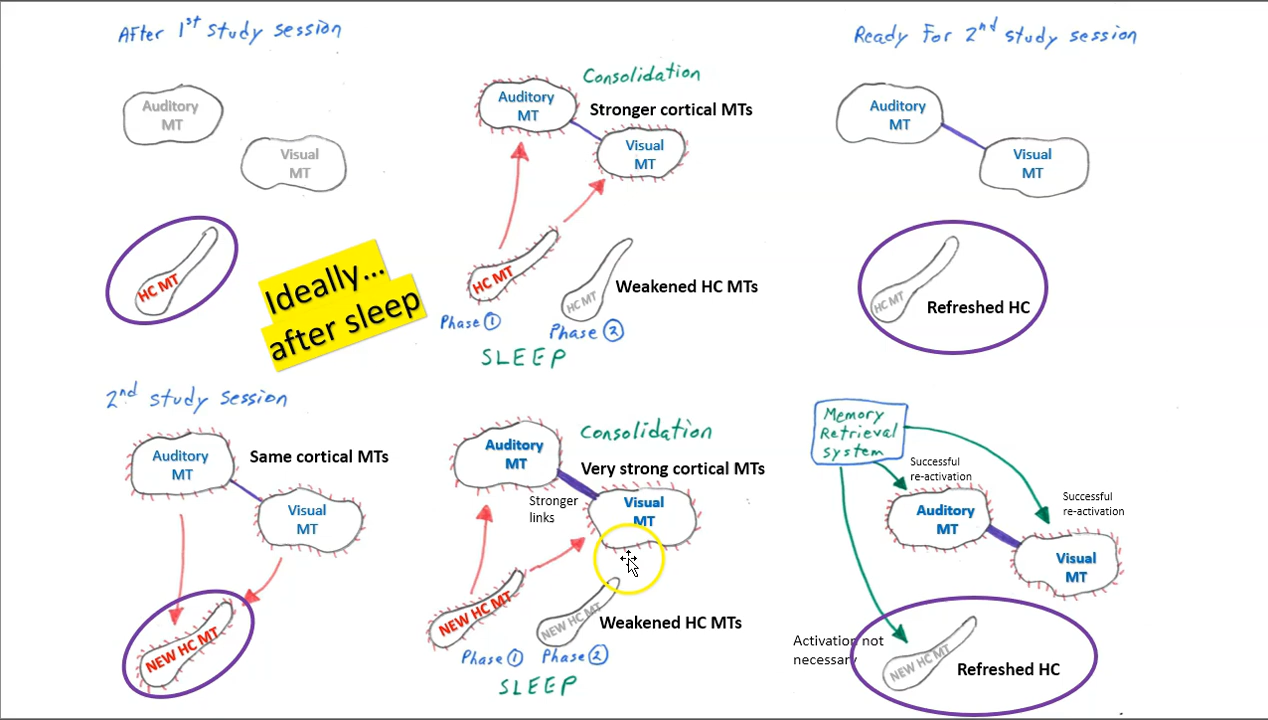 After 1st study session
Auditory
MT
Visual
MT
HC MT
Ideally...
after sleep
Consolidation
Auditory
MT
Stronger cortical MTs
Visual
MT
HC MT
HC MT
Weakened HC MTs
Phase 1
Phase 2
SLEEP
Ready for 2nd study session
Auditory
MT
Visual
MT
HC MT
Refreshed HC
2nd study session
Auditory
MT
Same cortical MTs
Visual
MT
NEW HC MT
Consolidation
Auditory
MT
Very strong cortical MTs
Stronger
links
Visual
MT
NEW HC MT
NEW HC MT
Weakened HC MTs
Phase 1
Phase 2
SLEEP
Memory
Retrieval
system
Successful
re-activation
Successful
re-activation
Auditory
MT
Visual
MT
Activation not
necessary
NEW HC MT
Refreshed HC